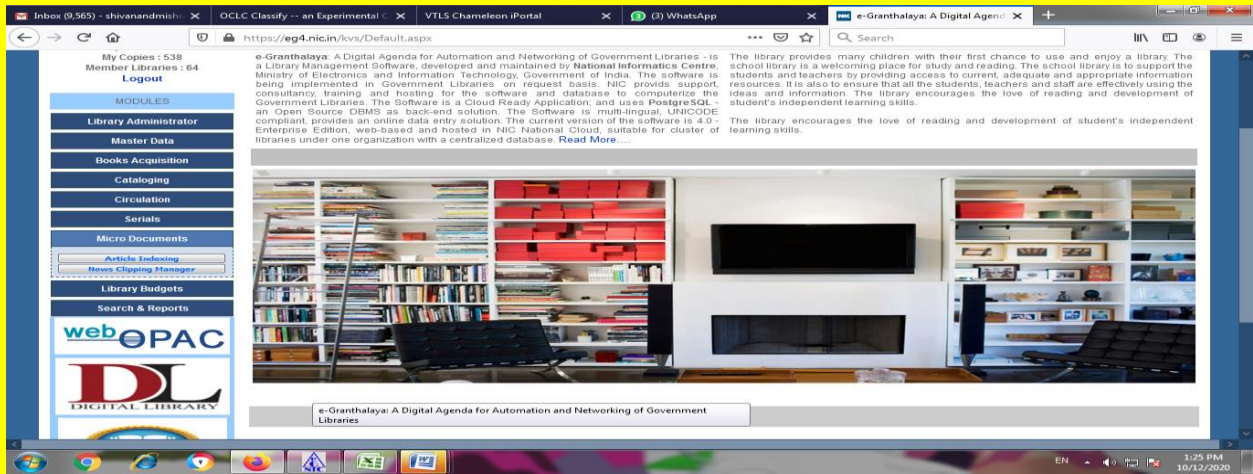 Inbox (9,565) - shivanandmishr
OCLC Classify -- an Experimental C
VTLS Chameleon iPortal
(3) WhatsApp
e-Granthalaya: A Digital Agend
https://eg4.nic.in/kvs/Default.aspx
Search
My Copies : 538
Member Libraries : 64
Logout
MODULES
Library Administrator
Master Data
Books Acquisition
Cataloging
Circulation
Serials
Micro Documents
Article Indexing
News Clipping Manager
Library Budgets
Search & Reports
web OPAC
DL
DIGITAL LIBRARY
e-Granthalaya: A Digital Agenda for Automation and Networking of Government Libraries - is
a Library Management Software, developed and maintained by National Informatics Centre,
Ministry of Electronics and Information Technology, Government of India. The software is
being implemented in Government Libraries on request basis. NIC provids support,
consultancy, training and hosting for the software and database to computerize the
Government Libraries. The Software is a Cloud Ready Application; and uses PostgreSQL -
an Open Source DBMS as back-end solution. The Software is multi-lingual, UNICODE
compliant, provides an online data entry solution. The current version of the software is 4.0 -
Enterprise Edition, web-based and hosted in NIC National Cloud, suitable for cluster of
libraries under one organization with a centralized database. Read More....
The library provides many children with their first chance to use and enjoy a library. The
school library is a welcoming place for study and reading. The school library is to support the
students and teachers by providing access to current, adequate and appropriate information
resources. It is also to ensure that all the students, teachers and staff are effectively using the
ideas and information. The library encourages the love of reading and development of
student's independent learning skills.
The library encourages the love of reading and development of student's independent
learning skills.
e-Granthalaya: A Digital Agenda for Automation and Networking of Government
Libraries
NIC
EN
1:25 PM
10/12/2020